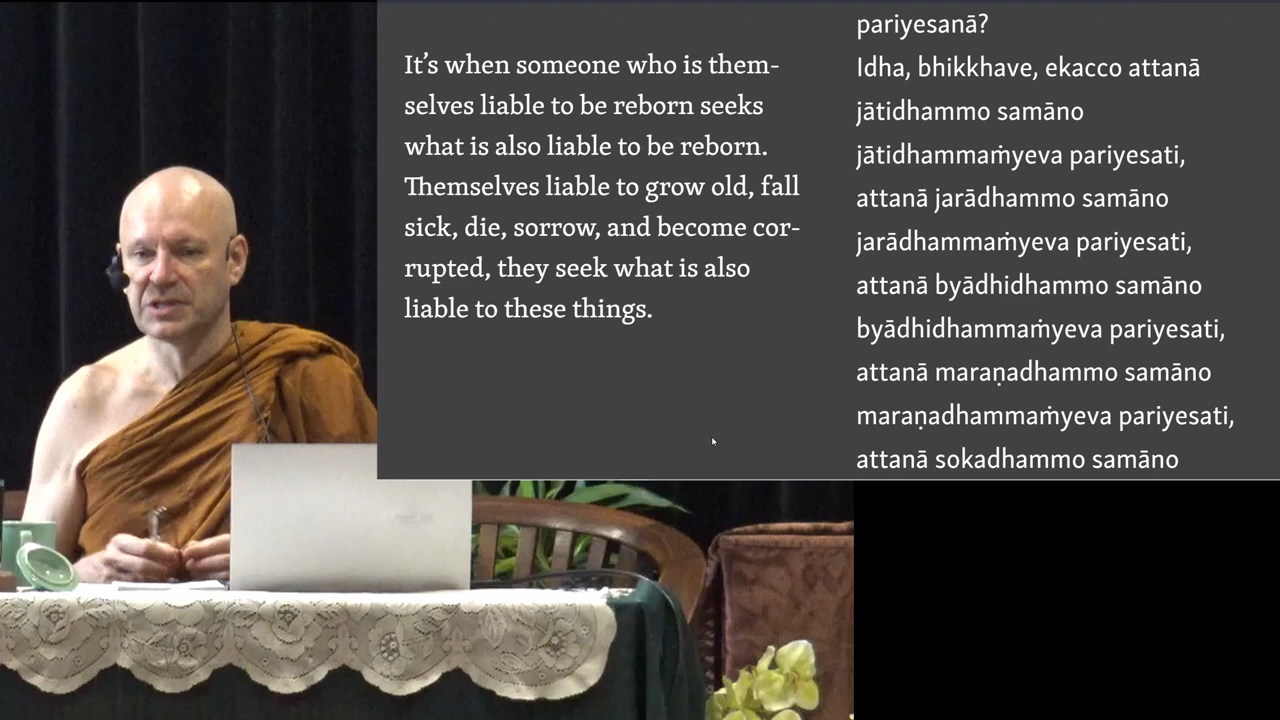 It’s when someone who is them-
selves liable to be reborn seeks
what is also liable to be reborn.
Themselves liable to grow old, fall
sick, die, sorrow, and become cor-
rupted, they seek what is also
liable to these things.
pariyesanā?
Idha, bhikkhave, ekacco attanā
jātidhammo samāno
jātidhammaṁyeva pariyesati,
attanā jarādhammo samāno
jarādhammaṁyeva pariyesati,
attanā byādhidhammo samāno
byādhidhammaṁyeva pariyesati,
attanā maraṇadhammo samāno
maraṇadhammaṁyeva pariyesati,
attanā sokadhammo samāno